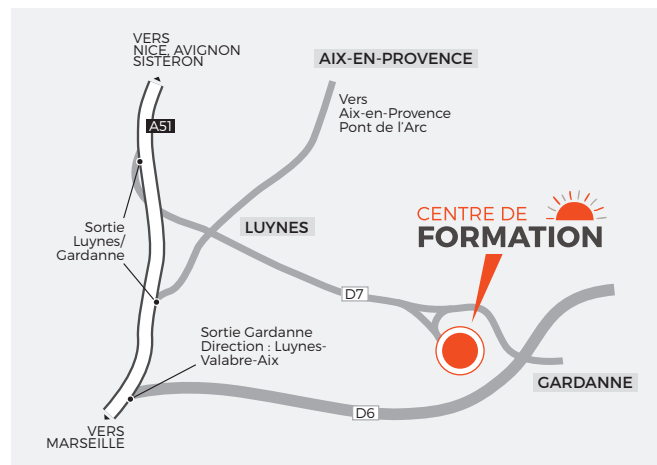 VERS
NICE, AVIGNON
SISTERON
AIX-EN-PROVENCE
Vers
Aix-en-Provence
Pont de l'Arc
A51
CENTRE DE
FORMATION
Sortie
Luynes/
Gardanne
LUYNES
D7
Sortie Gardanne
Direction : Luynes-
Valabre-Aix
GARDANNE
D6
VERS
MARSEILLE